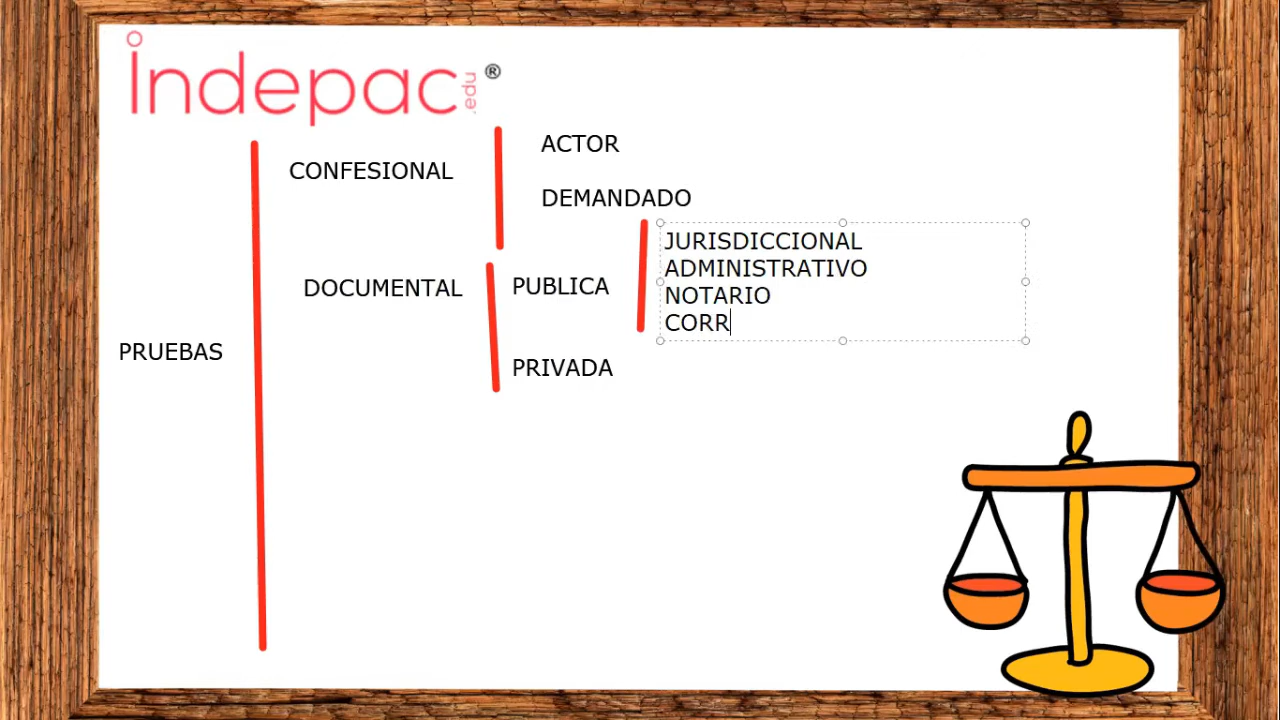 indepac.edu ®
ACTOR
CONFESIONAL
DEMANDADO
JURISDICCIONAL
ADMINISTRATIVO
DOCUMENTAL
PUBLICA
NOTARIO
CORR
PRUEBAS
PRIVADA